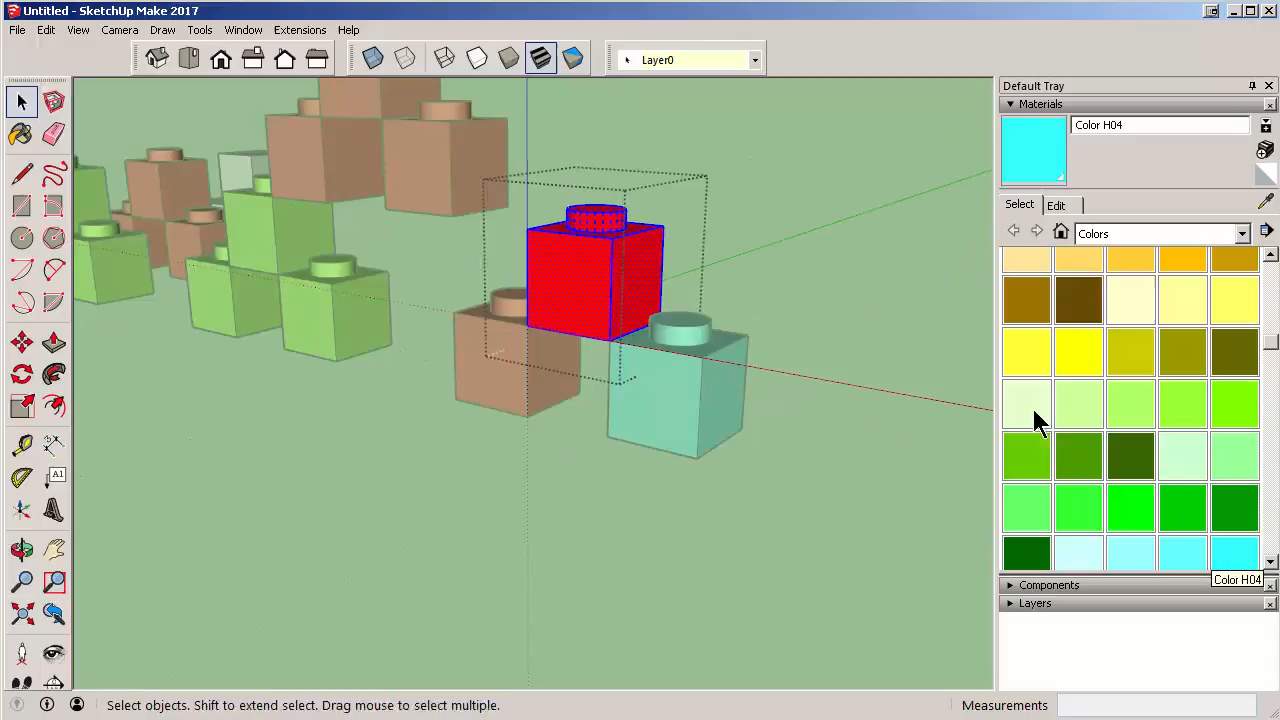 Untitled - SketchUp Make 2017
File Edit View Camera Draw Tools Window Extensions Help
Layer0
Default Tray
Materials
Color H04
Select Edit
Colors
A1
Color H04
Components
Layers
Select objects. Shift to extend select. Drag mouse to select multiple.
Measurements